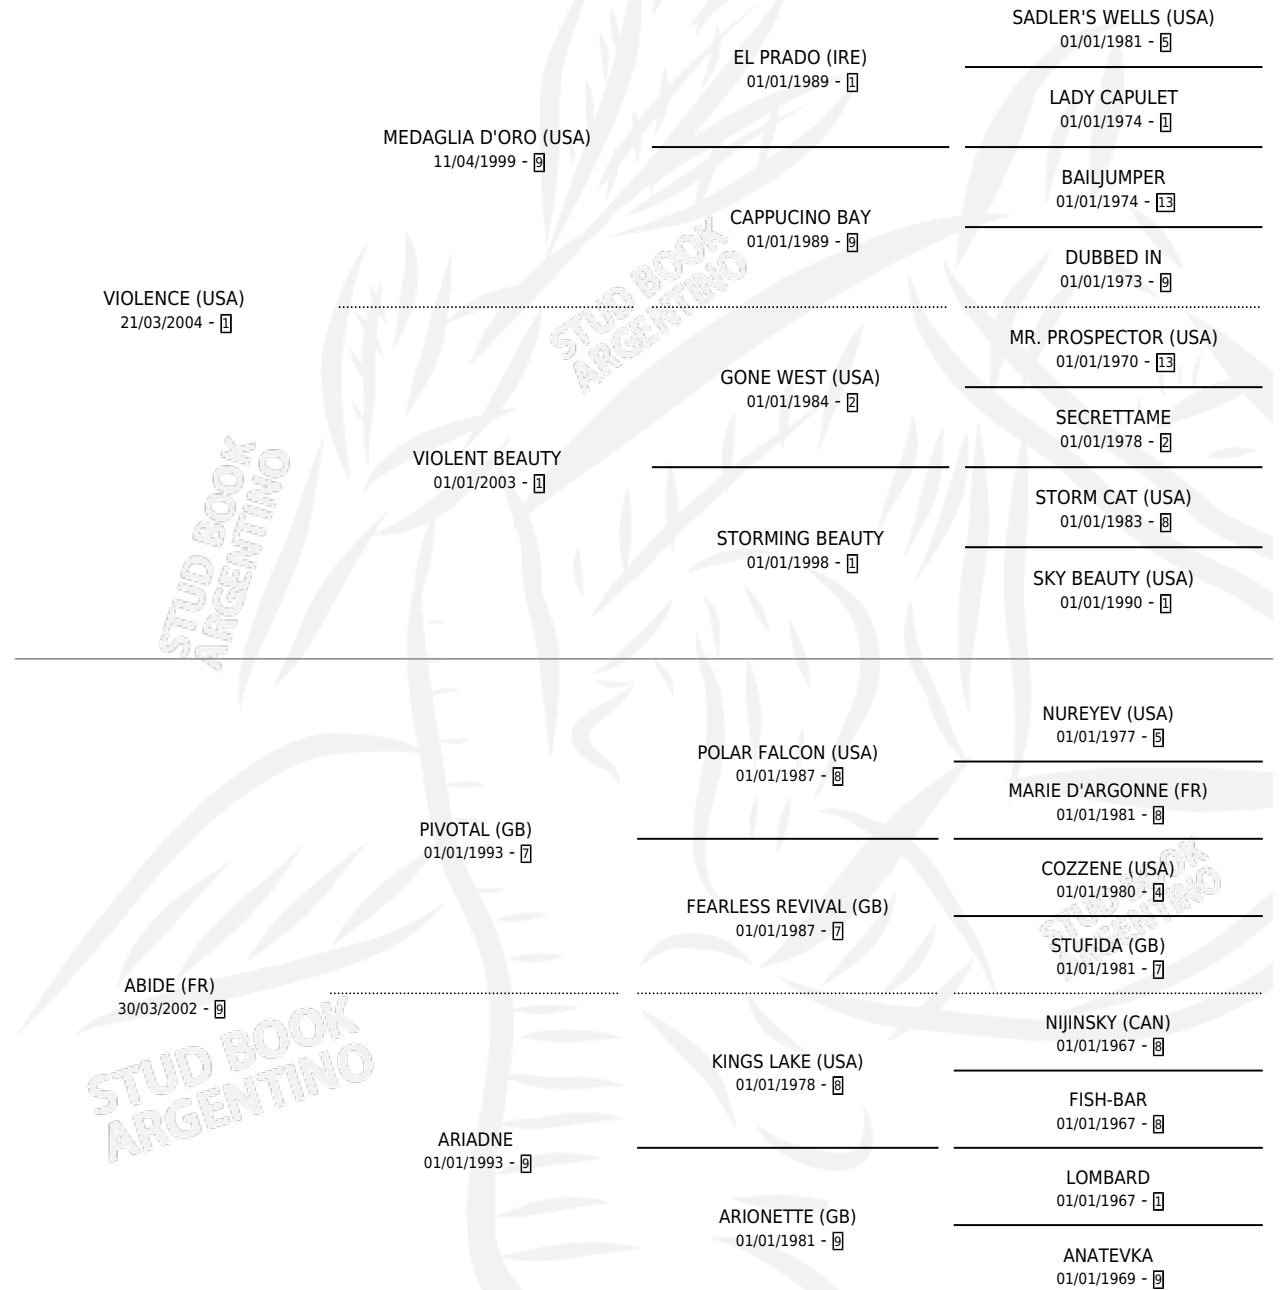 SADLER'S WELLS (USA)
01/01/1981 - 5
EL PRADO (IRE)
01/01/1989 - 1
LADY CAPULET
01/01/1974 - 1
MEDAGLIA D'ORO (USA)
11/04/1999 - 9
BAILJUMPER
01/01/1974 - 13
CAPPUCINO BAY
01/01/1989 - 9
DUBBED IN
01/01/1973 - 9
VIOLENCE (USA)
21/03/2004 - 1
MR. PROSPECTOR (USA)
01/01/1970 - 13
GONE WEST (USA)
01/01/1984 - 2
SECRETTAME
01/01/1978 - 2
VIOLENT BEAUTY
01/01/2003 - 1
STORM CAT (USA)
01/01/1983 - 8
STORMING BEAUTY
01/01/1998 - 1
SKY BEAUTY (USA)
01/01/1990 - 1
STUD BOOK
ARGENTINO
STUD BOOK
ARGENTINO
NUREYEV (USA)
01/01/1977 - 5
POLAR FALCON (USA)
01/01/1987 - 8
MARIE D'ARGONNE (FR)
01/01/1981 - 8
PIVOTAL (GB)
01/01/1993 - 7
COZZENE (USA)
01/01/1980 - 4
FEARLESS REVIVAL (GB)
01/01/1987 - 7
STUFIDA (GB)
01/01/1981 - 7
ABIDE (FR)
30/03/2002 - 9
NIJINSKY (CAN)
01/01/1967 - 8
KINGS LAKE (USA)
01/01/1978 - 8
FISH-BAR
01/01/1967 - 8
ARIADNE
01/01/1993 - 9
LOMBARD
01/01/1967 - 1
ARIONETTE (GB)
01/01/1981 - 9
ANATEVKA
01/01/1969 - 9
STUD BOOK
ARGENTINO
STUD BOOK
ARGENTINO